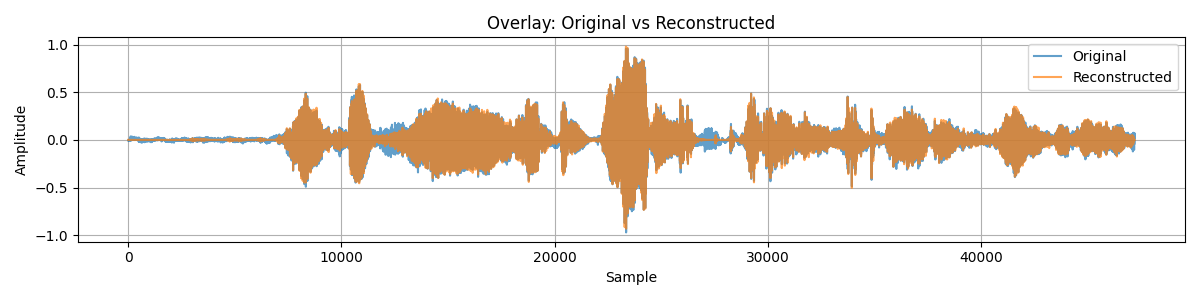 Overlay: Original vs Reconstructed
Original
Reconstructed
Amplitude
1.0
0.5
0.0
−0.5
−1.0
0 10000 20000 30000 40000
Sample